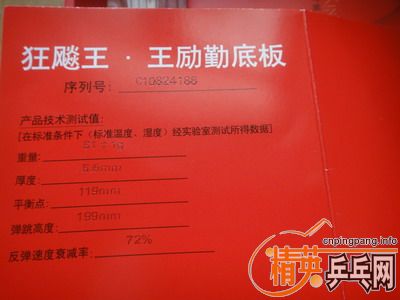 狂飚王·王励勤底板
序列号：C10824186
产品技术测试值：
[在标准条件下（标准温度、湿度）经实验室测试所得数据]
重量：
厚度：5.6mm
平衡点：119mm
弹跳高度：199mm
反弹速度衰减率：72%
cnpingpang.info
精英乒乓网